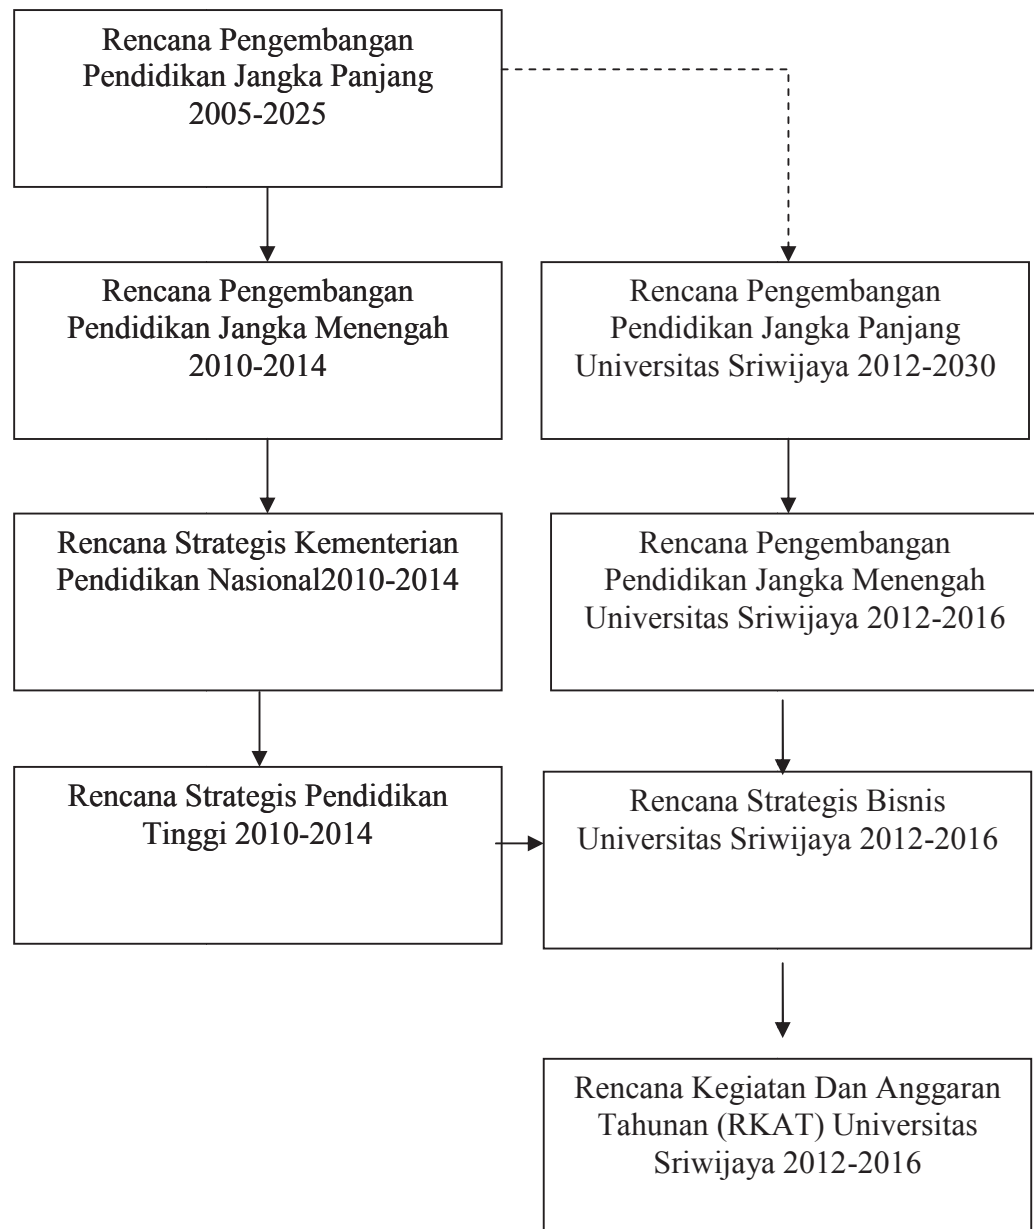 Rencana Pengembangan
Pendidikan Jangka Panjang
2005-2025
Rencana Pengembangan
Pendidikan Jangka Menengah
2010-2014
Rencana Pengembangan
Pendidikan Jangka Panjang
Universitas Sriwijaya 2012-2030
Rencana Strategis Kementerian
Pendidikan Nasional2010-2014
Rencana Pengembangan
Pendidikan Jangka Menengah
Universitas Sriwijaya 2012-2016
Rencana Strategis Pendidikan
Tinggi 2010-2014
Rencana Strategis Bisnis
Universitas Sriwijaya 2012-2016
Rencana Kegiatan Dan Anggaran
Tahunan (RKAT) Universitas
Sriwijaya 2012-2016